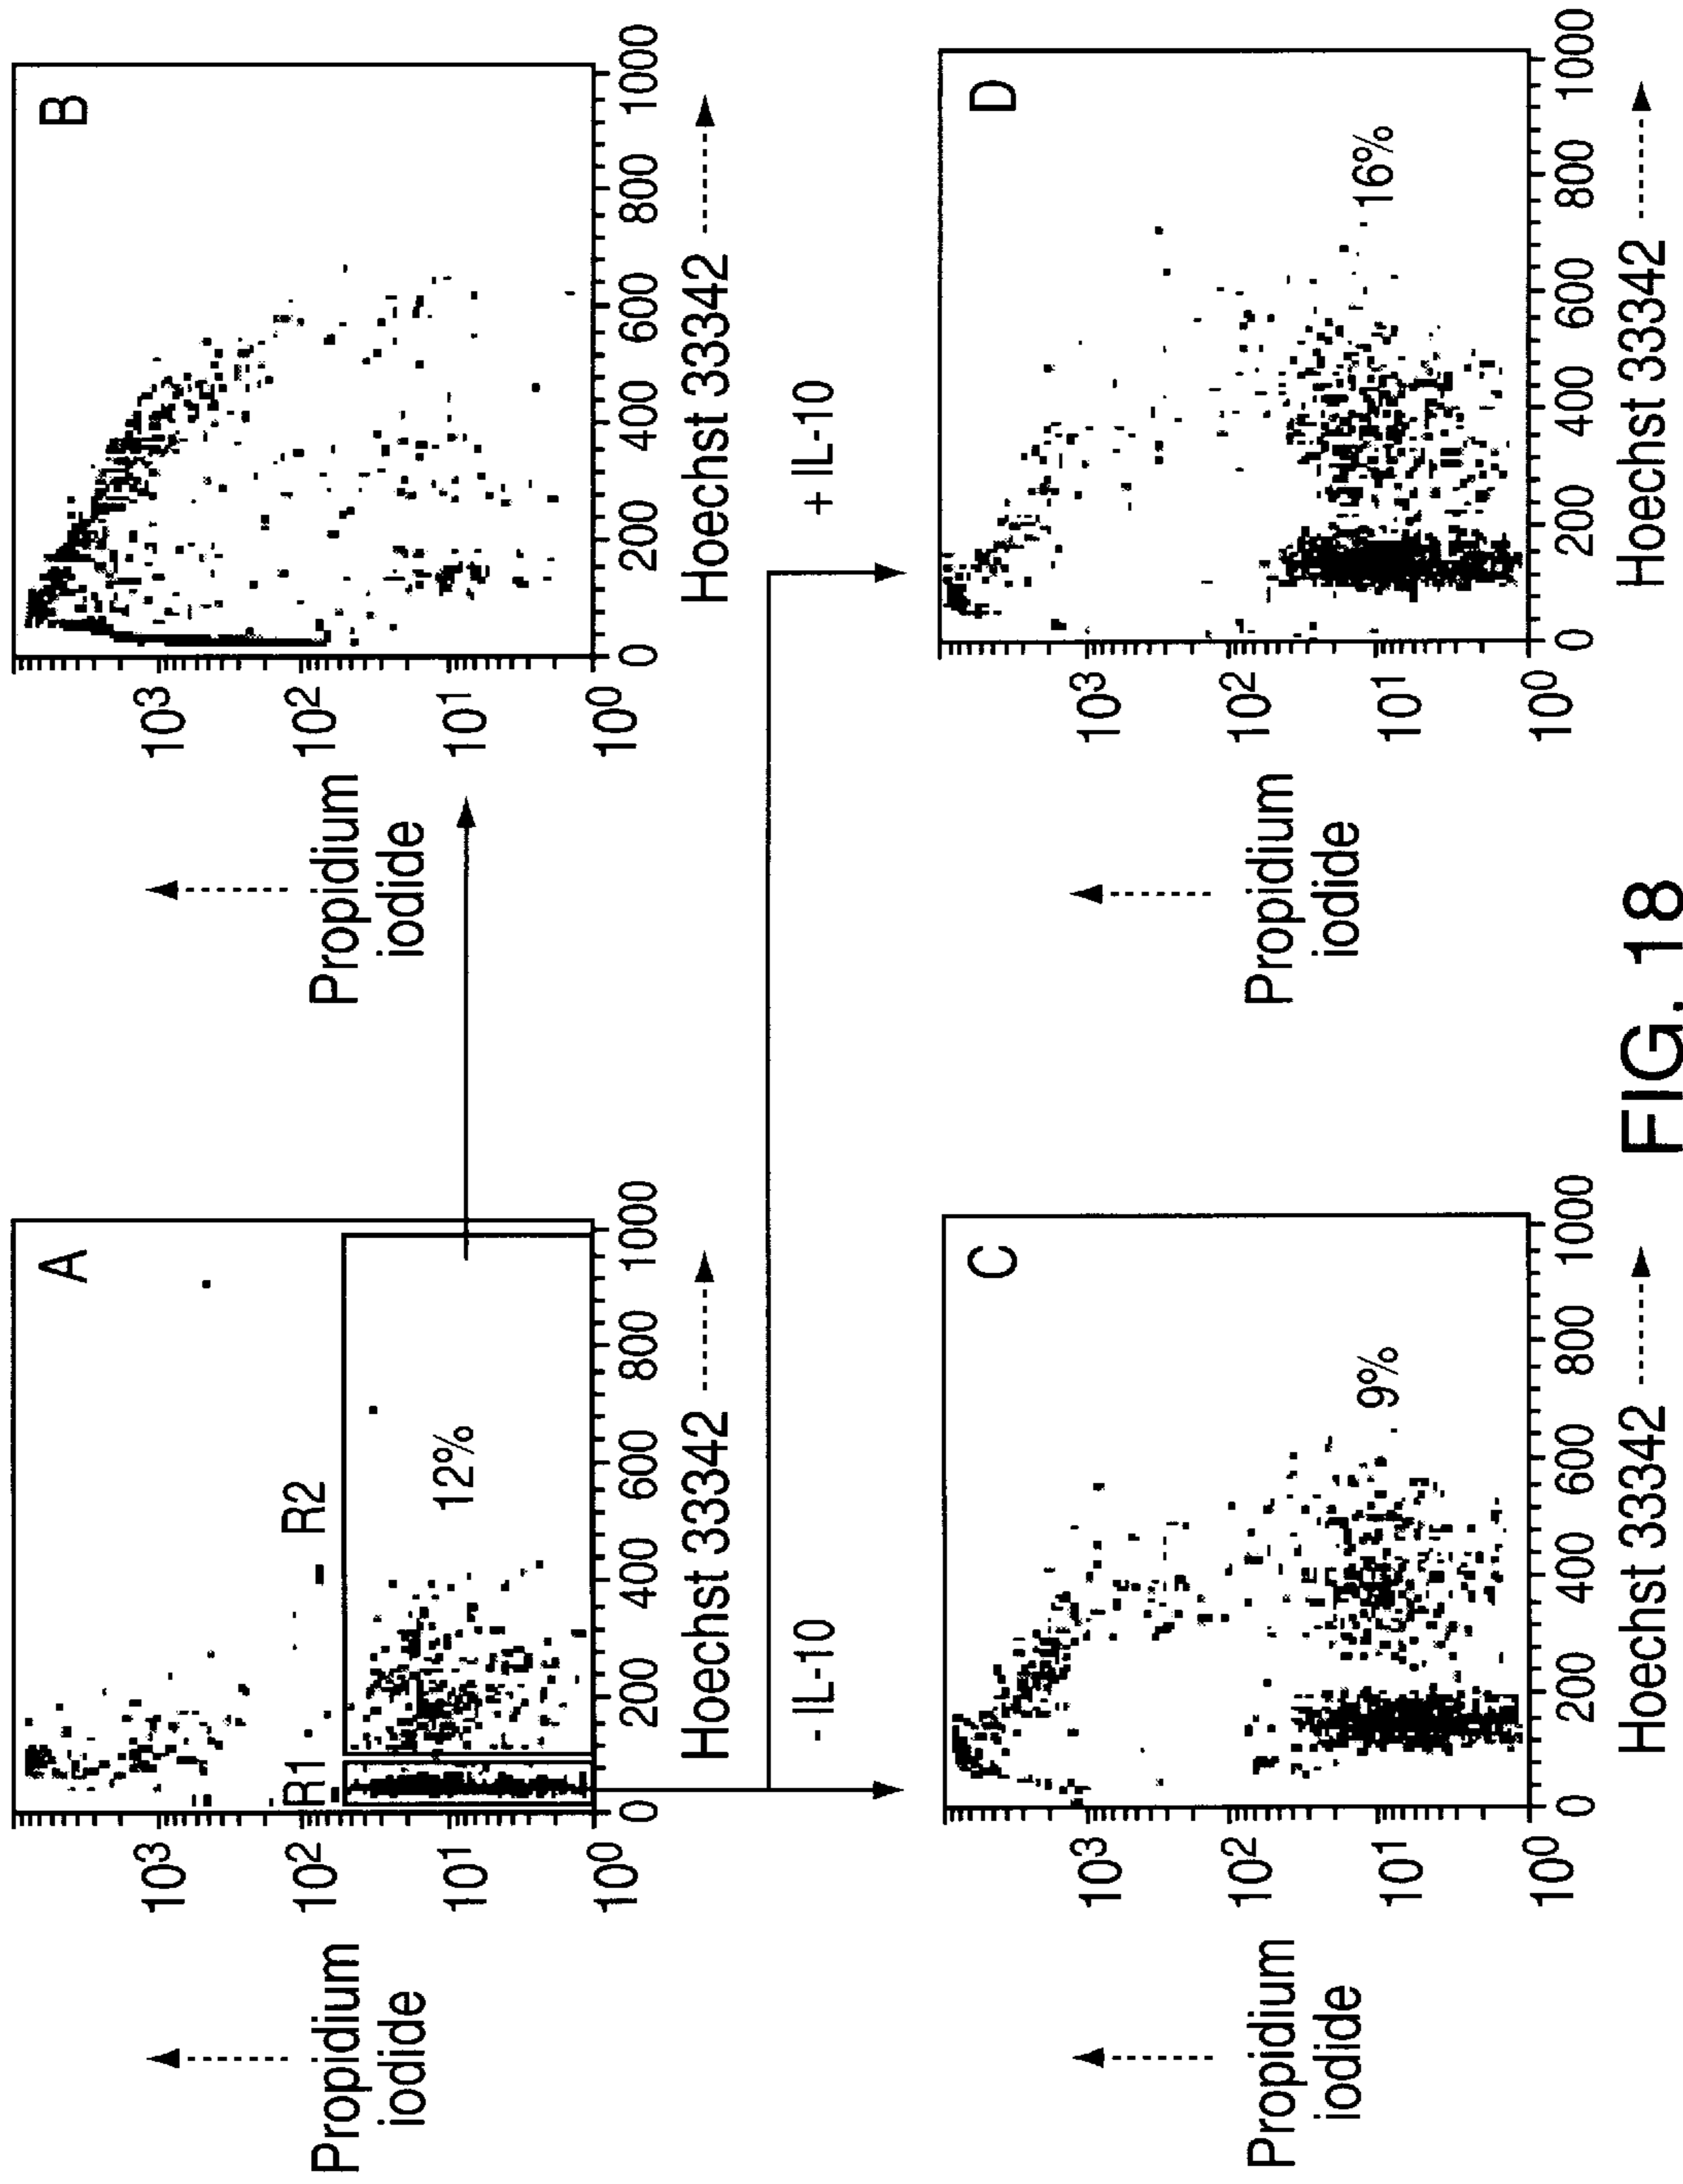 A
Propidium
iodide
10³
10²
10¹
10⁰
R1
R2
12%
0 200 400 600 800 1000
Hoechst 33342
B
Propidium
iodide
10³
10²
10¹
10⁰
0 200 400 600 800 1000
Hoechst 33342
- IL-10
+ IL-10
C
Propidium
iodide
10³
10²
10¹
10⁰
9%
0 200 400 600 800 1000
Hoechst 33342
D
Propidium
iodide
10³
10²
10¹
10⁰
16%
0 200 400 600 800 1000
Hoechst 33342
FIG. 18